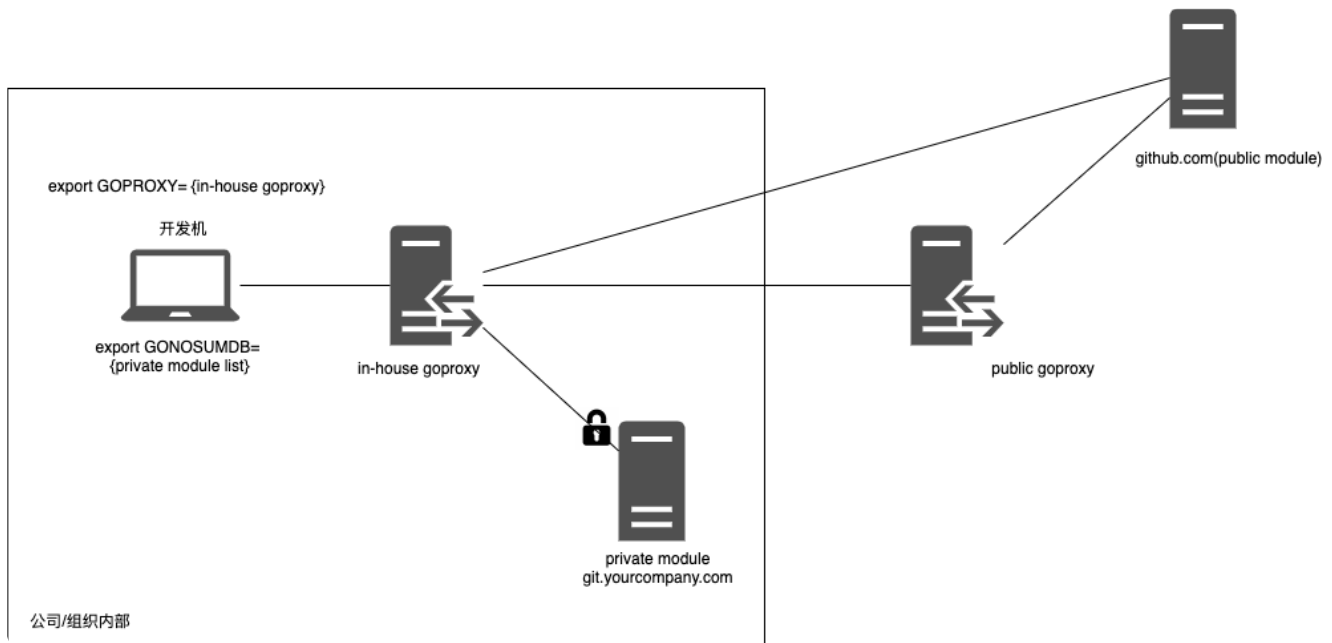 github.com(public module)
export GOPROXY= {in-house goproxy}
开发机
export GONOSUMDB=
{private module list}
in-house goproxy
public goproxy
private module
git.yourcompany.com
公司/组织内部